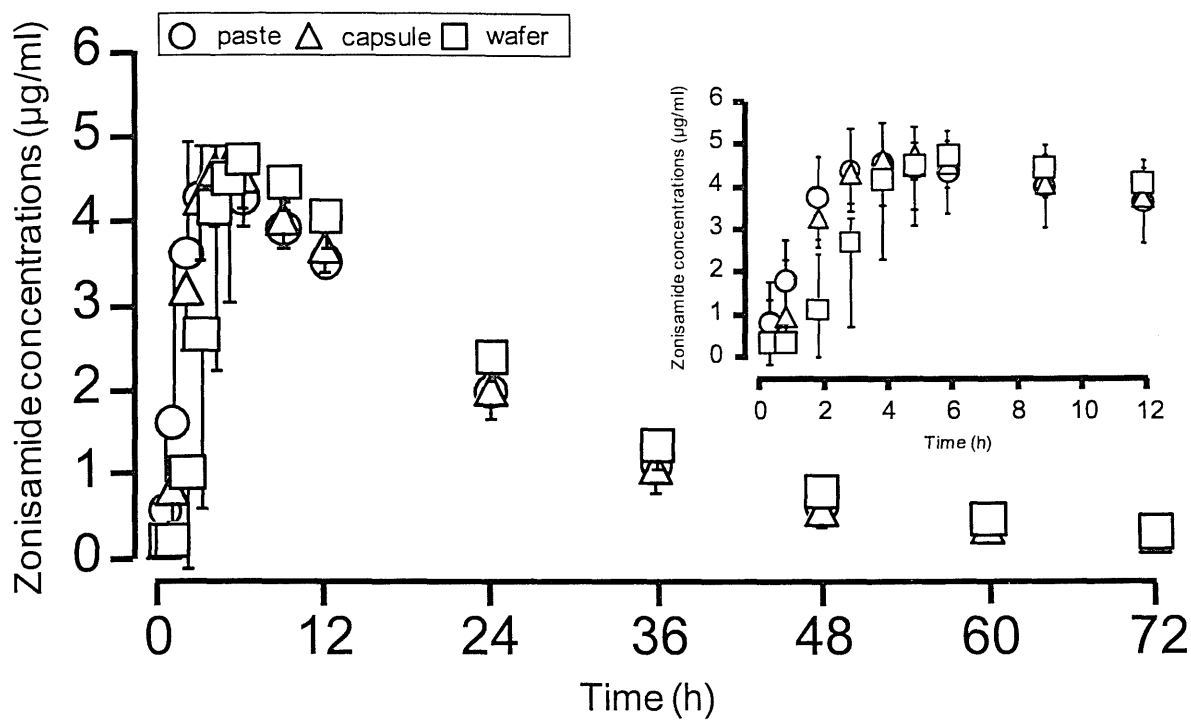 paste capsule wafer
Zonisamide concentrations (µg/ml)
6
5
4
3
2
1
0
0 12 24 36 48 60 72
Time (h)
Zonisamide concentrations (µg/ml)
6
5
4
3
2
1
0
0 2 4 6 8 10 12
Time (h)